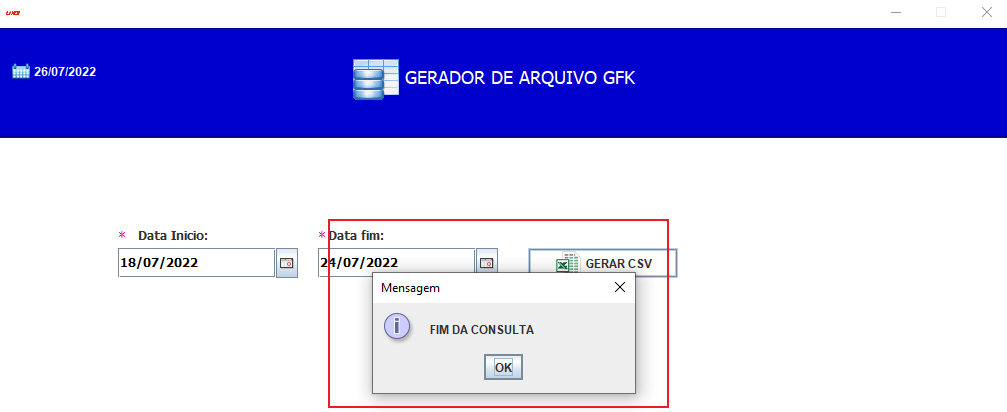 26/07/2022
GERADOR DE ARQUIVO GFK
* Data Inicio:
* Data fim:
18/07/2022
24/07/2022
GERAR CSV
Mensagem
FIM DA CONSULTA
OK